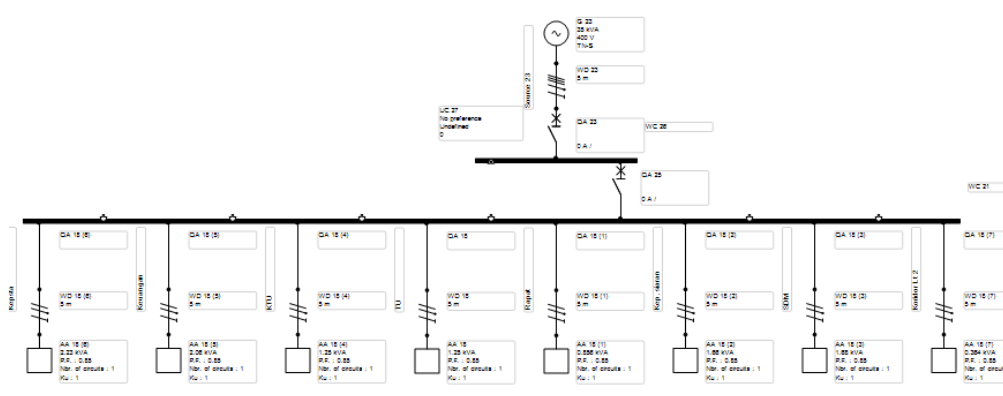 G 23
25 kVA
400 V
TN-S
Source 23
WD 23
5 m
UC 27
No preference
Undefined
0
QA 23
0 A /
WC 26
QA 25
0 A /
WC 21
QA 15 (6)
QA 15 (5)
QA 15 (4)
QA 15
QA 15 (1)
QA 15 (2)
QA 15 (3)
QA 15 (7)
Kepsta
Keuangan
KTU
TU
Rapat
Kep. siaran
SDM
Koridor Lt 2
WD 15 (6)
5 m
WD 15 (5)
5 m
WD 15 (4)
5 m
WD 15
5 m
WD 15 (1)
5 m
WD 15 (2)
5 m
WD 15 (3)
5 m
WD 15 (7)
5 m
AA 15 (6)
2.22 kVA
P.F. : 0.85
Nbr. of circuits : 1
Ku : 1
AA 15 (5)
2.06 kVA
P.F. : 0.85
Nbr. of circuits : 1
Ku : 1
AA 15 (4)
1.25 kVA
P.F. : 0.85
Nbr. of circuits : 1
Ku : 1
AA 15
1.25 kVA
P.F. : 0.85
Nbr. of circuits : 1
Ku : 1
AA 15 (1)
P.F. : 0.85
Nbr. of circuits : 1
Ku : 1
AA 15 (2)
1.66 kVA
P.F. : 0.85
Nbr. of circuits : 1
Ku : 1
AA 15 (3)
P.F. : 0.85
Nbr. of circuits : 1
Ku : 1
AA 15 (7)
P.F. : 0.85
Nbr. of circuits
Ku : 1